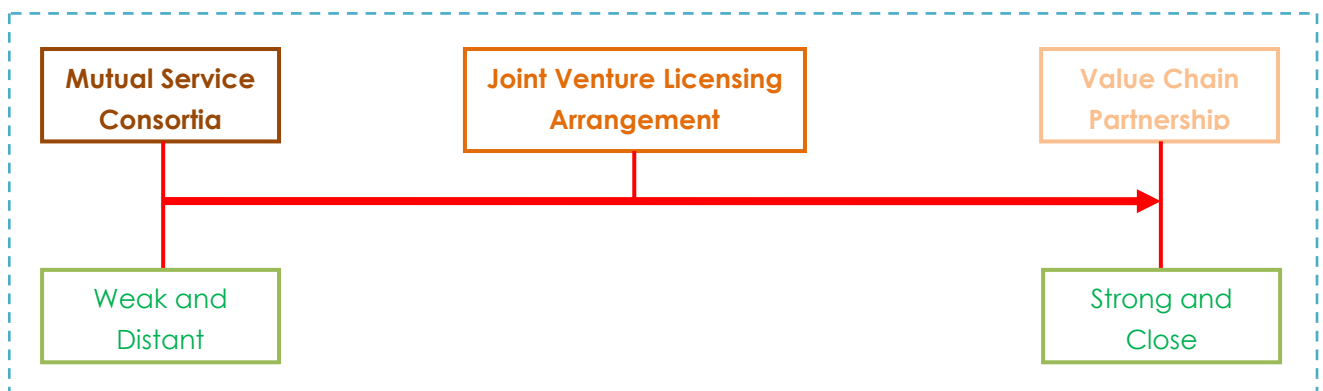 Mutual Service
Consortia
Joint Venture Licensing
Arrangement
Value Chain
Partnership
Weak and
Distant
Strong and
Close